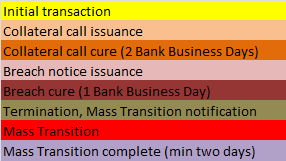 Initial transaction
Collateral call issuance
Collateral call cure (2 Bank Business Days)
Breach notice issuance
Breach cure (1 Bank Business Day)
Termination, Mass Transition notification
Mass Transition
Mass Transition complete (min two days)